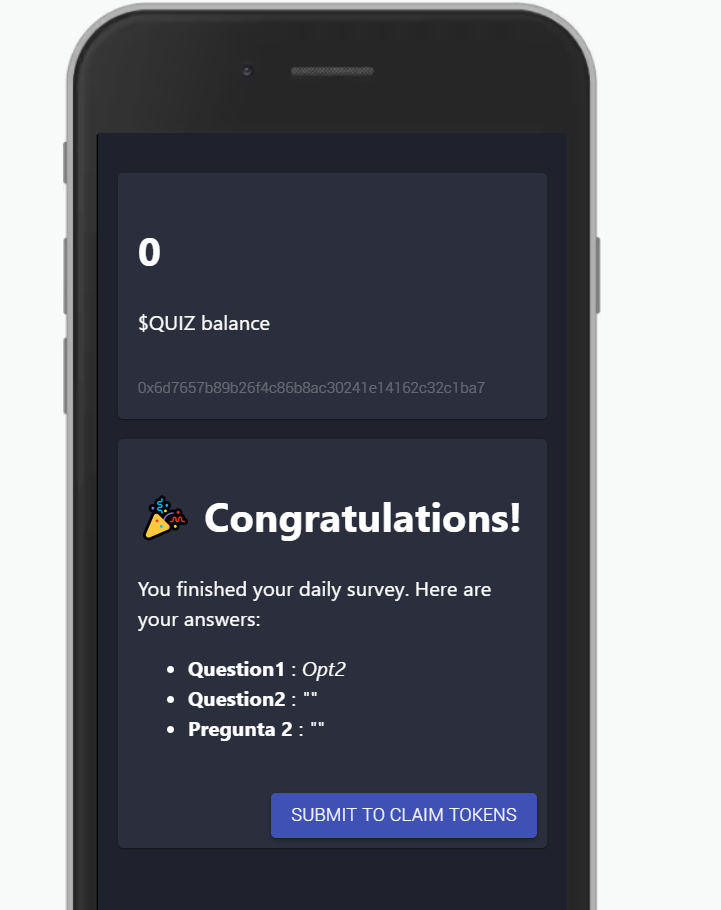 0
$QUIZ balance
0x6d7657b89b26f4c86b8ac30241e14162c32c1ba7
Congratulations!
You finished your daily survey. Here are
your answers:
Question1 : Opt2
Question2 : ""
Pregunta 2 : ""
SUBMIT TO CLAIM TOKENS